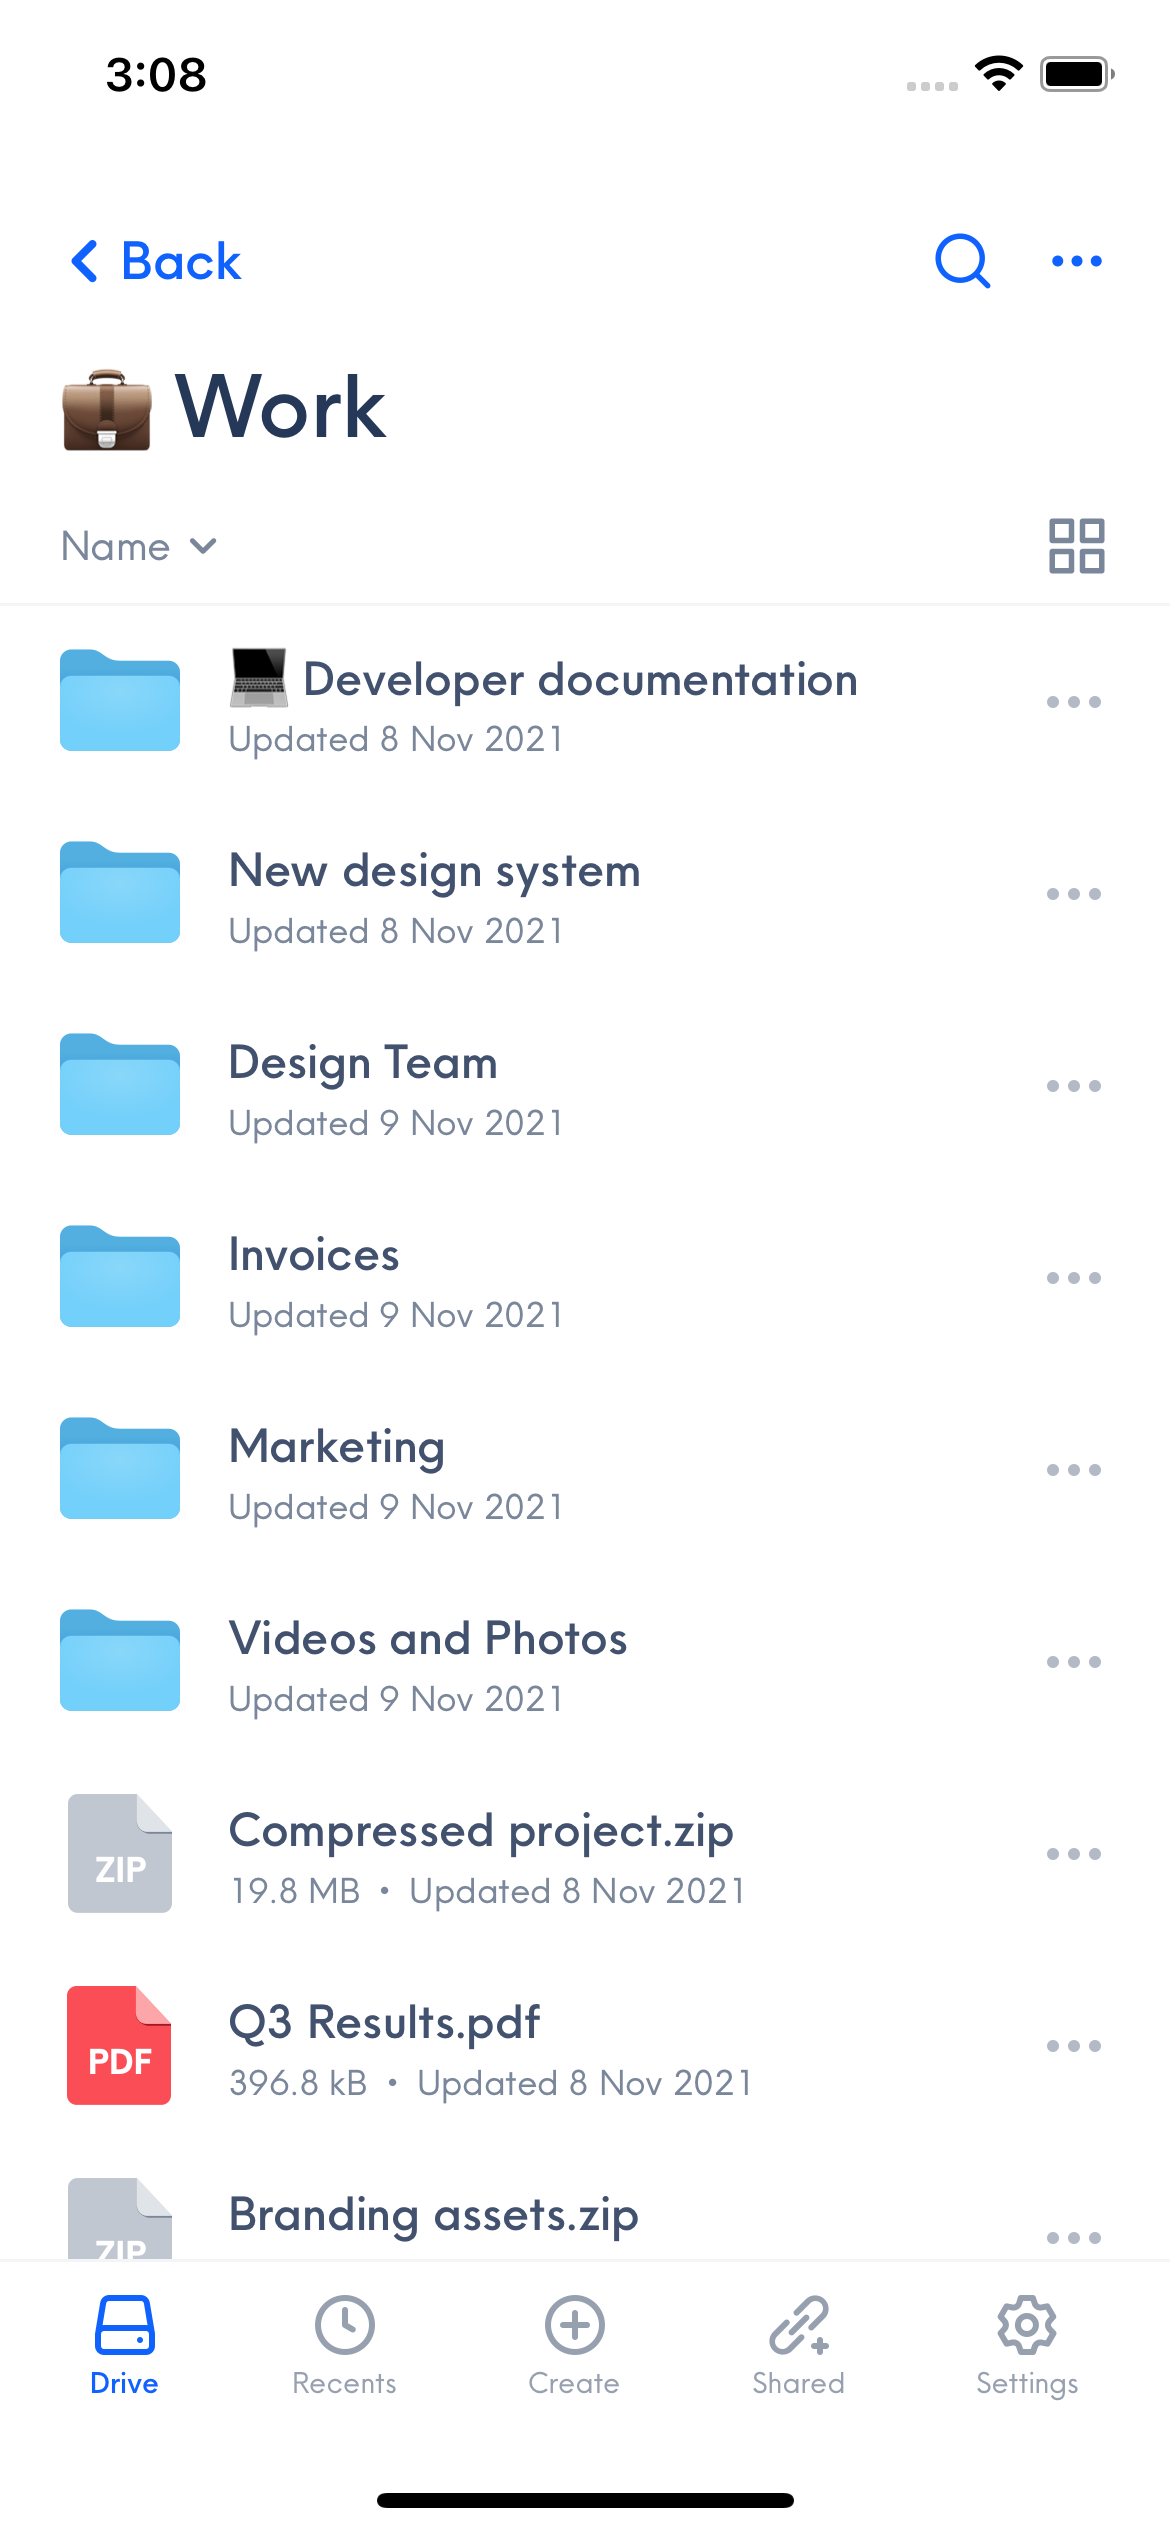 3:08
Back
💼 Work
Name
💻 Developer documentation
Updated 8 Nov 2021
New design system
Updated 8 Nov 2021
Design Team
Updated 9 Nov 2021
Invoices
Updated 9 Nov 2021
Marketing
Updated 9 Nov 2021
Videos and Photos
Updated 9 Nov 2021
ZIP
Compressed project.zip
19.8 MB • Updated 8 Nov 2021
PDF
Q3 Results.pdf
396.8 kB • Updated 8 Nov 2021
ZIP
Branding assets.zip
Drive
Recents
Create
Shared
Settings